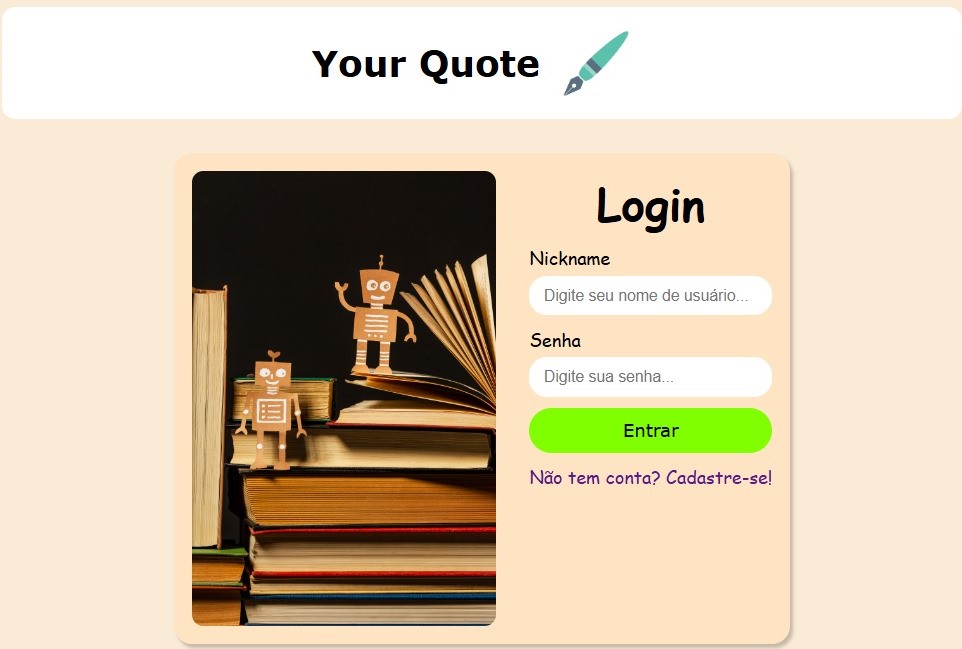 Your Quote
Login
Nickname
Digite seu nome de usuário...
Senha
Digite sua senha...
Entrar
Não tem conta? Cadastre-se!